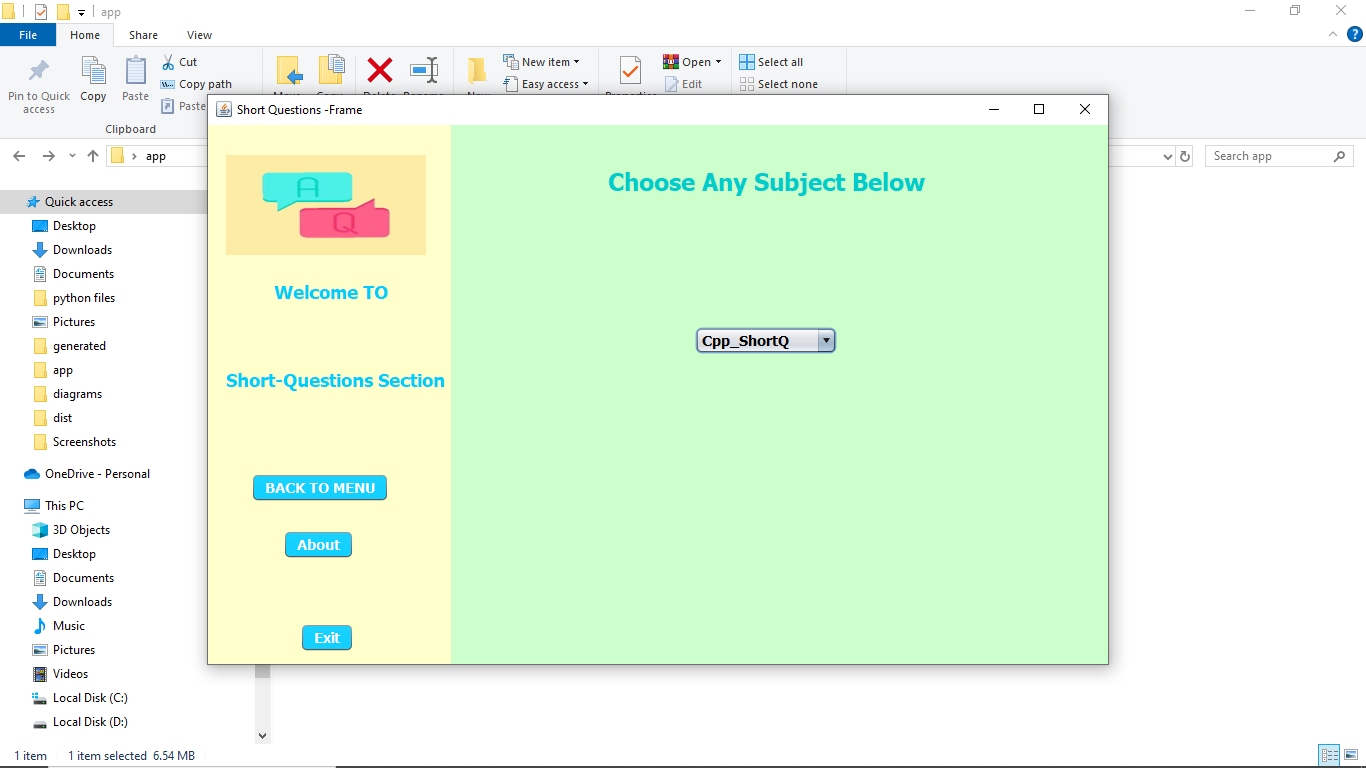 app
File Home Share View
Pin to Quick access
Copy
Paste
Cut
Copy path
Paste
Clipboard
New item
Easy access
Open
Edit
Select all
Select none
app
Search app
Short Questions -Frame
A
Q
Welcome TO
Short-Questions Section
BACK TO MENU
About
Exit
Choose Any Subject Below
Cpp_ShortQ
Quick access
Desktop
Downloads
Documents
python files
Pictures
generated
app
diagrams
dist
Screenshots
OneDrive - Personal
This PC
3D Objects
Desktop
Documents
Downloads
Music
Pictures
Videos
Local Disk (C:)
Local Disk (D:)
1 item 1 item selected 6.54 MB